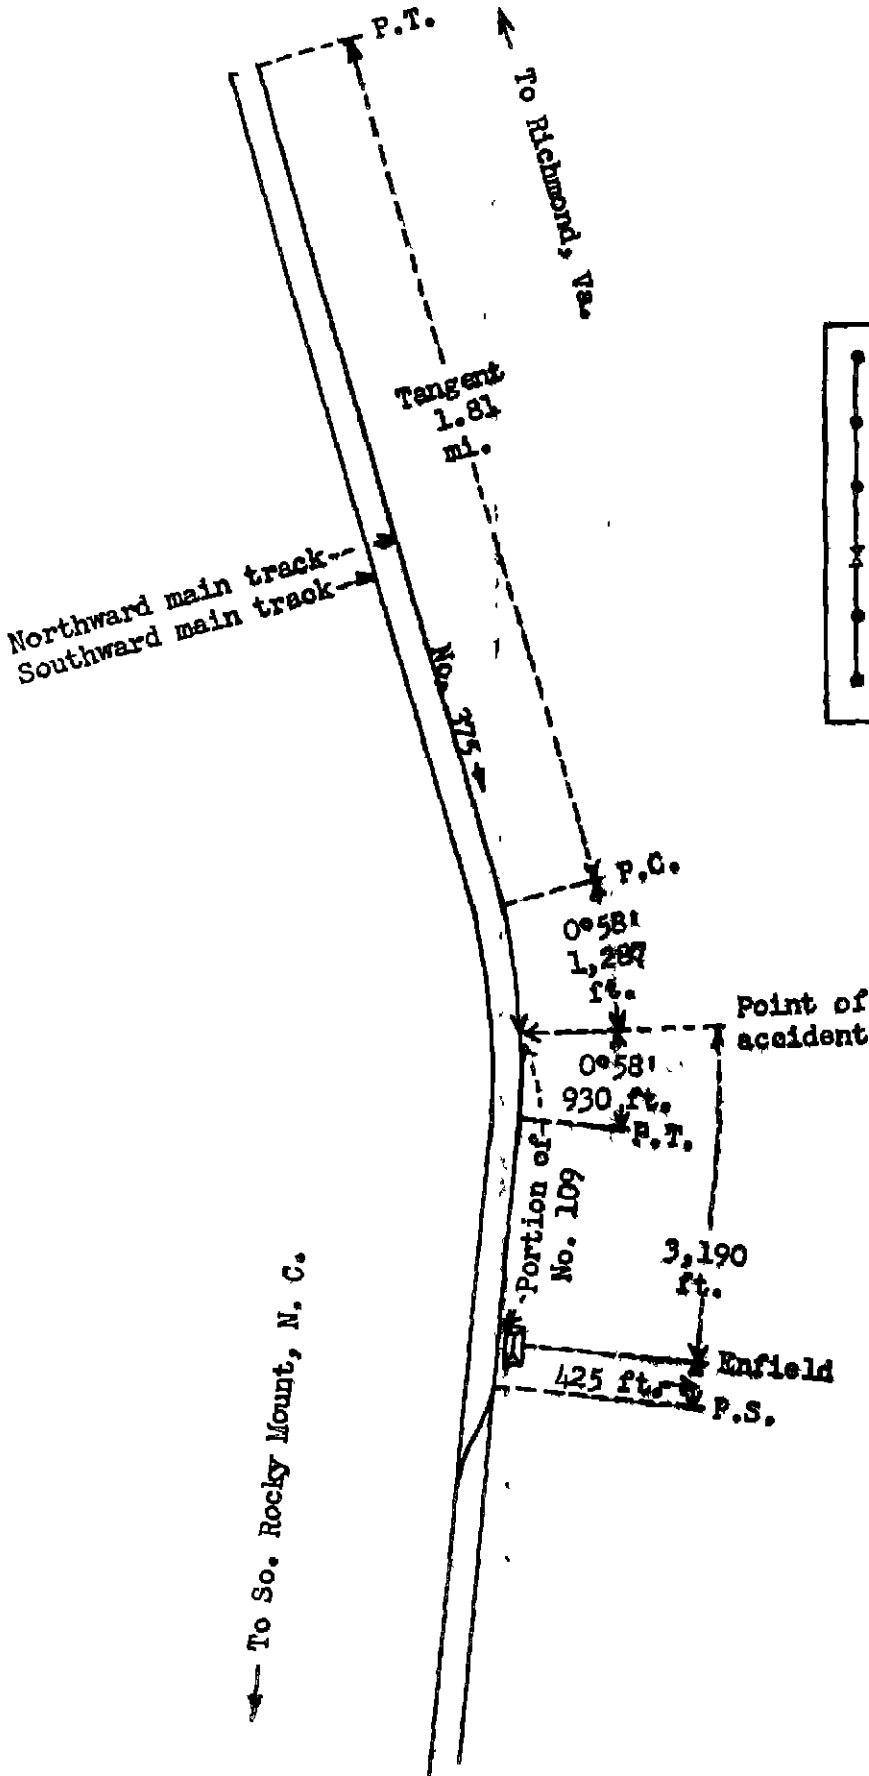 P.T.
To Richmond, Va.
Tangent
1.81
mi.
Northward main track
Southward main track
No. 375
P.C.
0°58'
1,287
ft.
Point of
accident
0°58'
930 ft.
P.T.
Portion of
No. 109
3,190
ft.
Enfield
425 ft.
P.S.
To So. Rocky Mount, N. C.